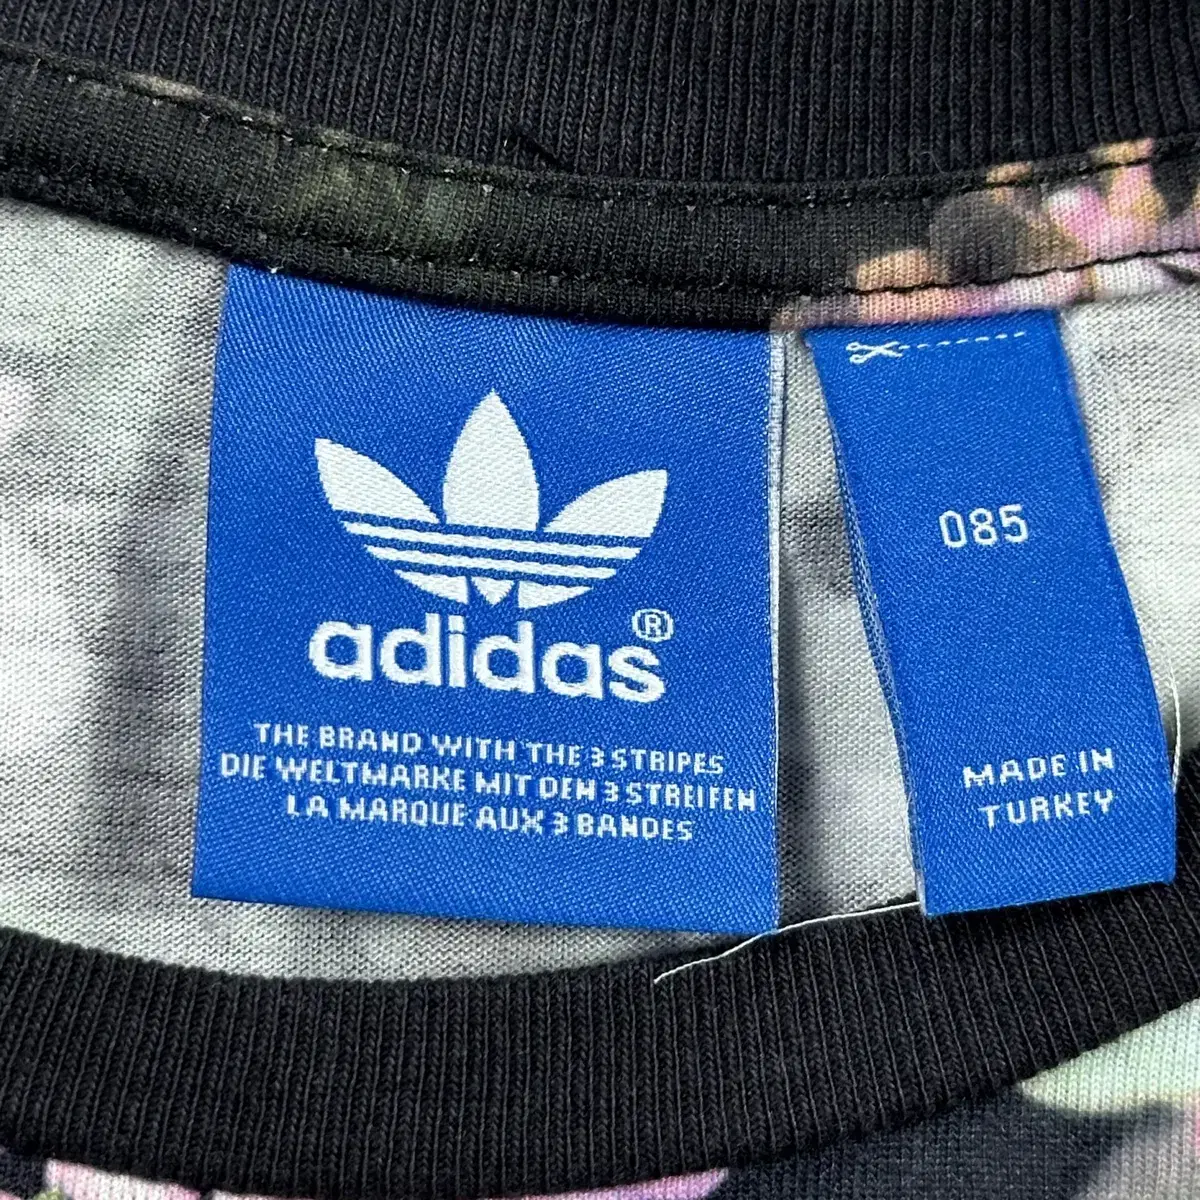 adidas®
THE BRAND WITH THE 3 STRIPES
DIE WELTMARKE MIT DEN 3 STREIFEN
LA MARQUE AUX 3 BANDES
085
MADE IN
TURKEY